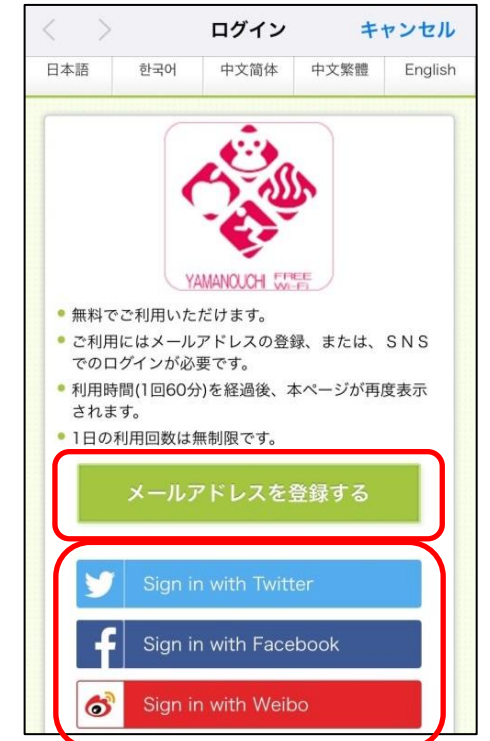 ログイン キャンセル
日本語 한국어 中文简体 中文繁體 English
YAMANOUCHI FREE
WI-FI
無料でご利用いただけます。
ご利用にはメールアドレスの登録、または、ＳＮＳ
でのログインが必要です。
利用時間(1回60分)を経過後、本ページが再度表示
されます。
1日の利用回数は無制限です。
メールアドレスを登録する
Sign in with Twitter
Sign in with Facebook
Sign in with Weibo